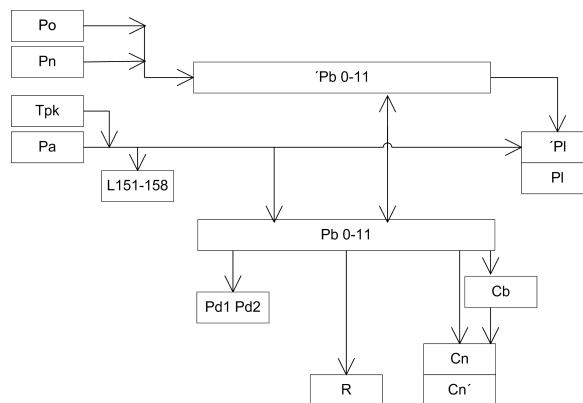 Po
Pn
´Pb 0-11
Tpk
Pa
´Pl
L151-158
Pl
Pb 0-11
Cb
Pd1 Pd2
Cn
R
Cn´